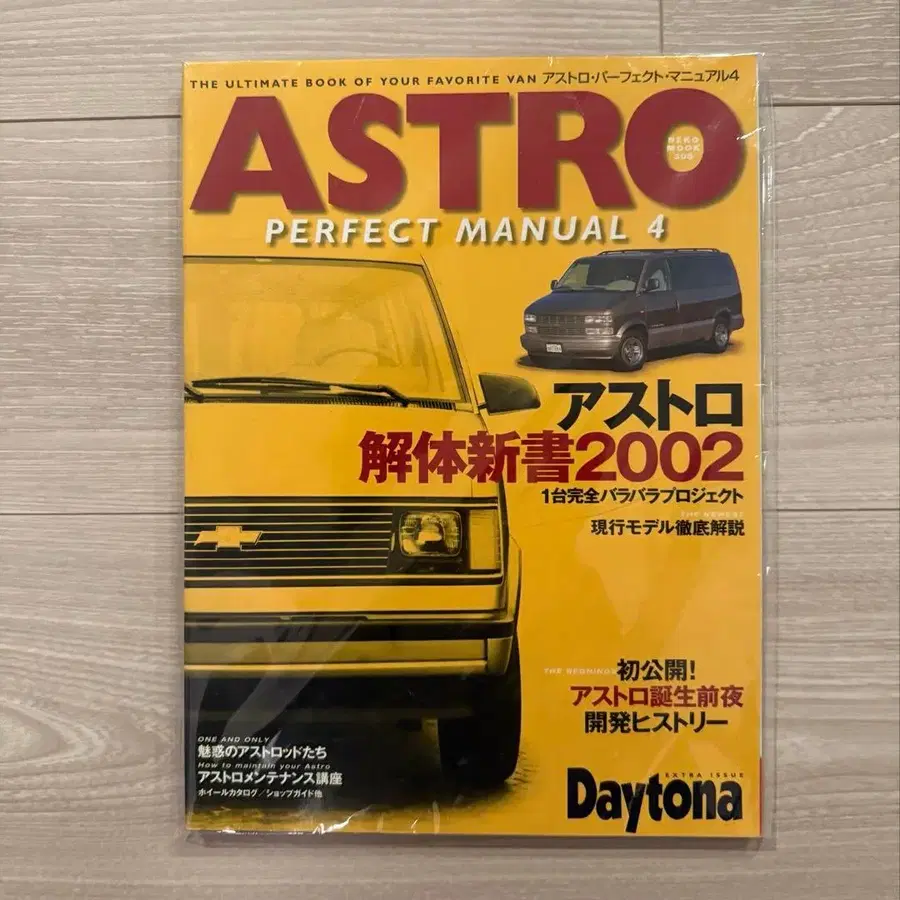 THE ULTIMATE BOOK OF YOUR FAVORITE VAN アストロ・パーフェクト・マニュアル4
ASTRO
NEKO
MOOK
PERFECT MANUAL 4
アストロ
解体新書2002
1台完全バラバラプロジェクト
THE NEWEST
現行モデル徹底解説
初公開!
アストロ誕生前夜
開発ヒストリー
ONE AND ONLY
魅惑のアストロッドたち
How to maintain your Astro
アストロメンテナンス講座
ホイールカタログ/ショップガイド他
EXTRA ISSUE
Daytona